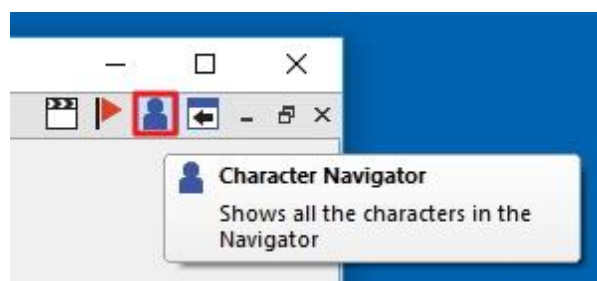 Character Navigator
Shows all the characters in the
Navigator